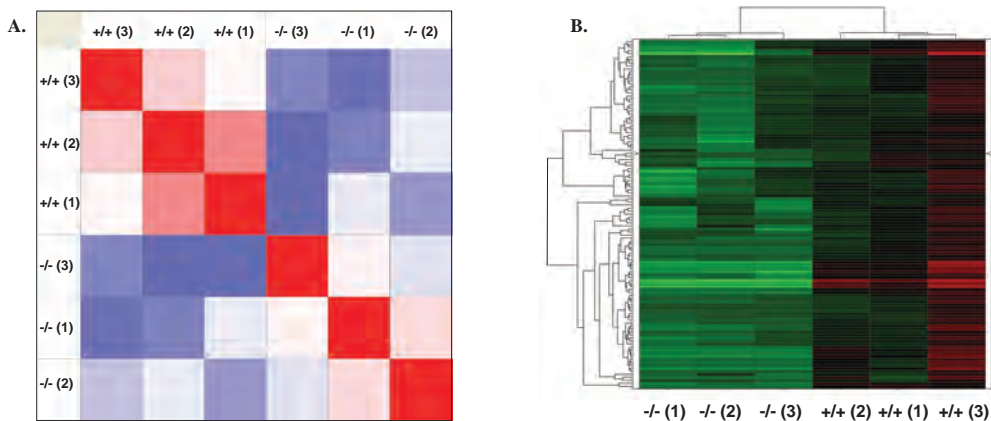 A.
+/+ (3) +/+ (2) +/+ (1) -/- (3) -/- (1) -/- (2)
+/+ (3)
+/+ (2)
+/+ (1)
-/- (3)
-/- (1)
-/- (2)
B.
-/- (1) -/- (2) -/- (3) +/+ (2) +/+ (1) +/+ (3)